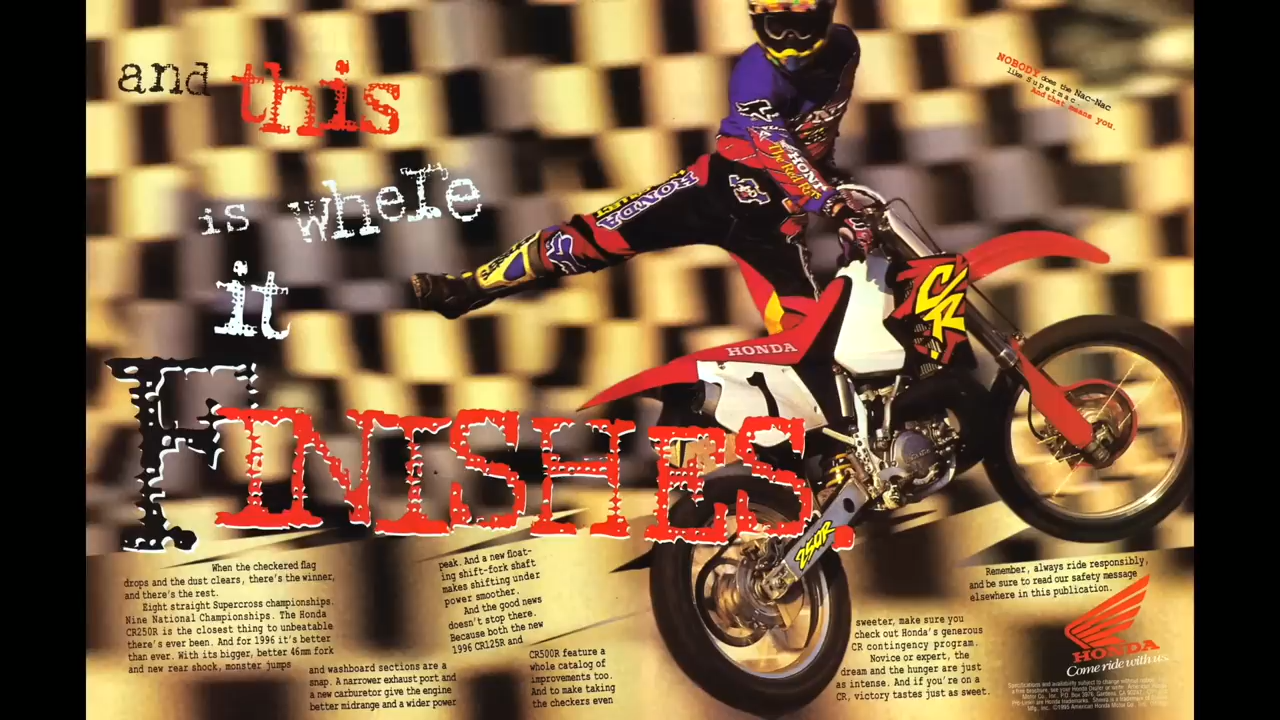 and this
is where
it
FINISHES.
NOBODY does the Nac-Nac
like Supermac.
And that means you.
HONDA
HONDA
The Red Rider
CR
HONDA
1
250R
When the checkered flag
drops and the dust clears, there's the winner,
and there's the rest.
Eight straight Supercross championships.
Nine National Championships. The Honda
CR250R is the closest thing to unbeatable
there's ever been. And for 1996 it's better
than ever. With its bigger, better 46mm fork
and new rear shock, monster jumps
and washboard sections are a
snap. A narrower exhaust port and
a new carburetor give the engine
better midrange and a wider power
peak. And a new float-
ing shift-fork shaft
makes shifting under
power smoother.
And the good news
doesn't stop there.
Because both the new
1996 CR125R and
CR500R feature a
whole catalog of
improvements too.
And to make taking
the checkers even
sweeter, make sure you
check out Honda's generous
CR contingency program.
Novice or expert, the
dream and the hunger are just
as intense. And if you're on a
CR, victory tastes just as sweet.
Remember, always ride responsibly,
and be sure to read our safety message
elsewhere in this publication.
HONDA
Come ride with us.